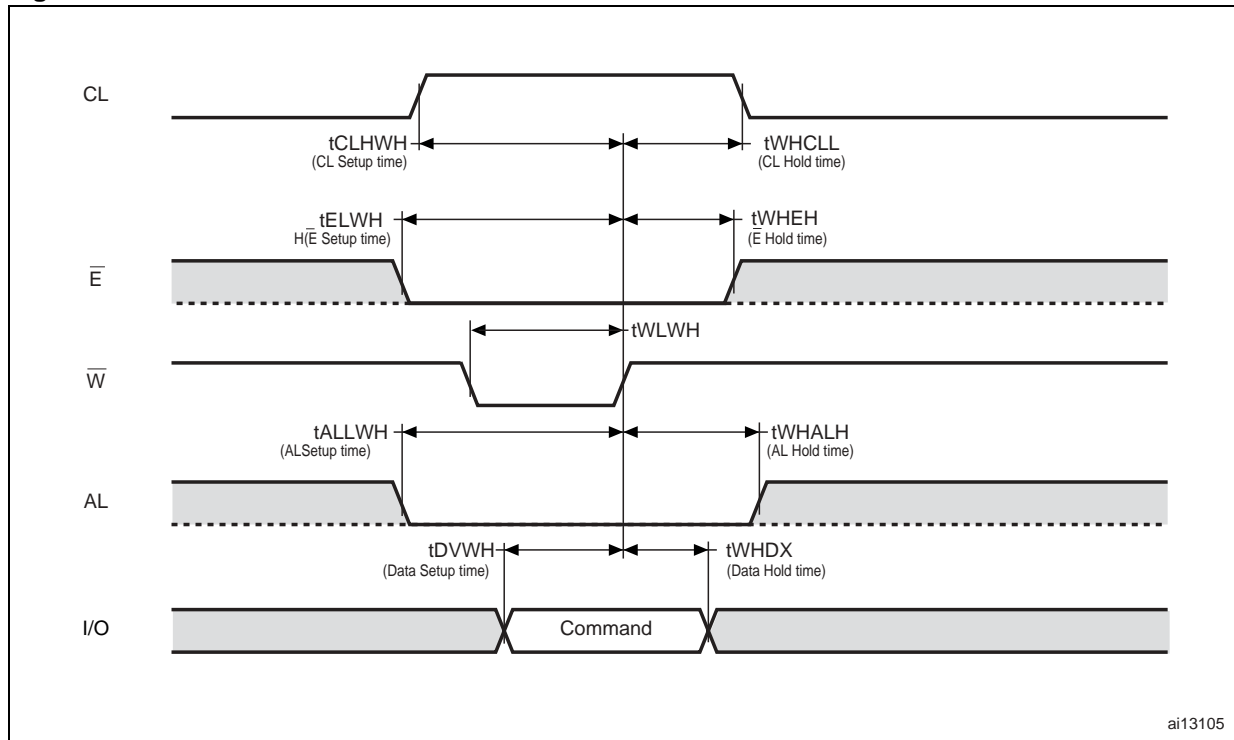 CL
tCLHWH
(CL Setup time)
tWHCLL
(CL Hold time)
tELWH
H(E̅ Setup time)
tWHEH
(E̅ Hold time)
E̅
tWLWH
W̅
tALLWH
(ALSetup time)
tWHALH
(AL Hold time)
AL
tDVWH
(Data Setup time)
tWHDX
(Data Hold time)
I/O
Command
ai13105